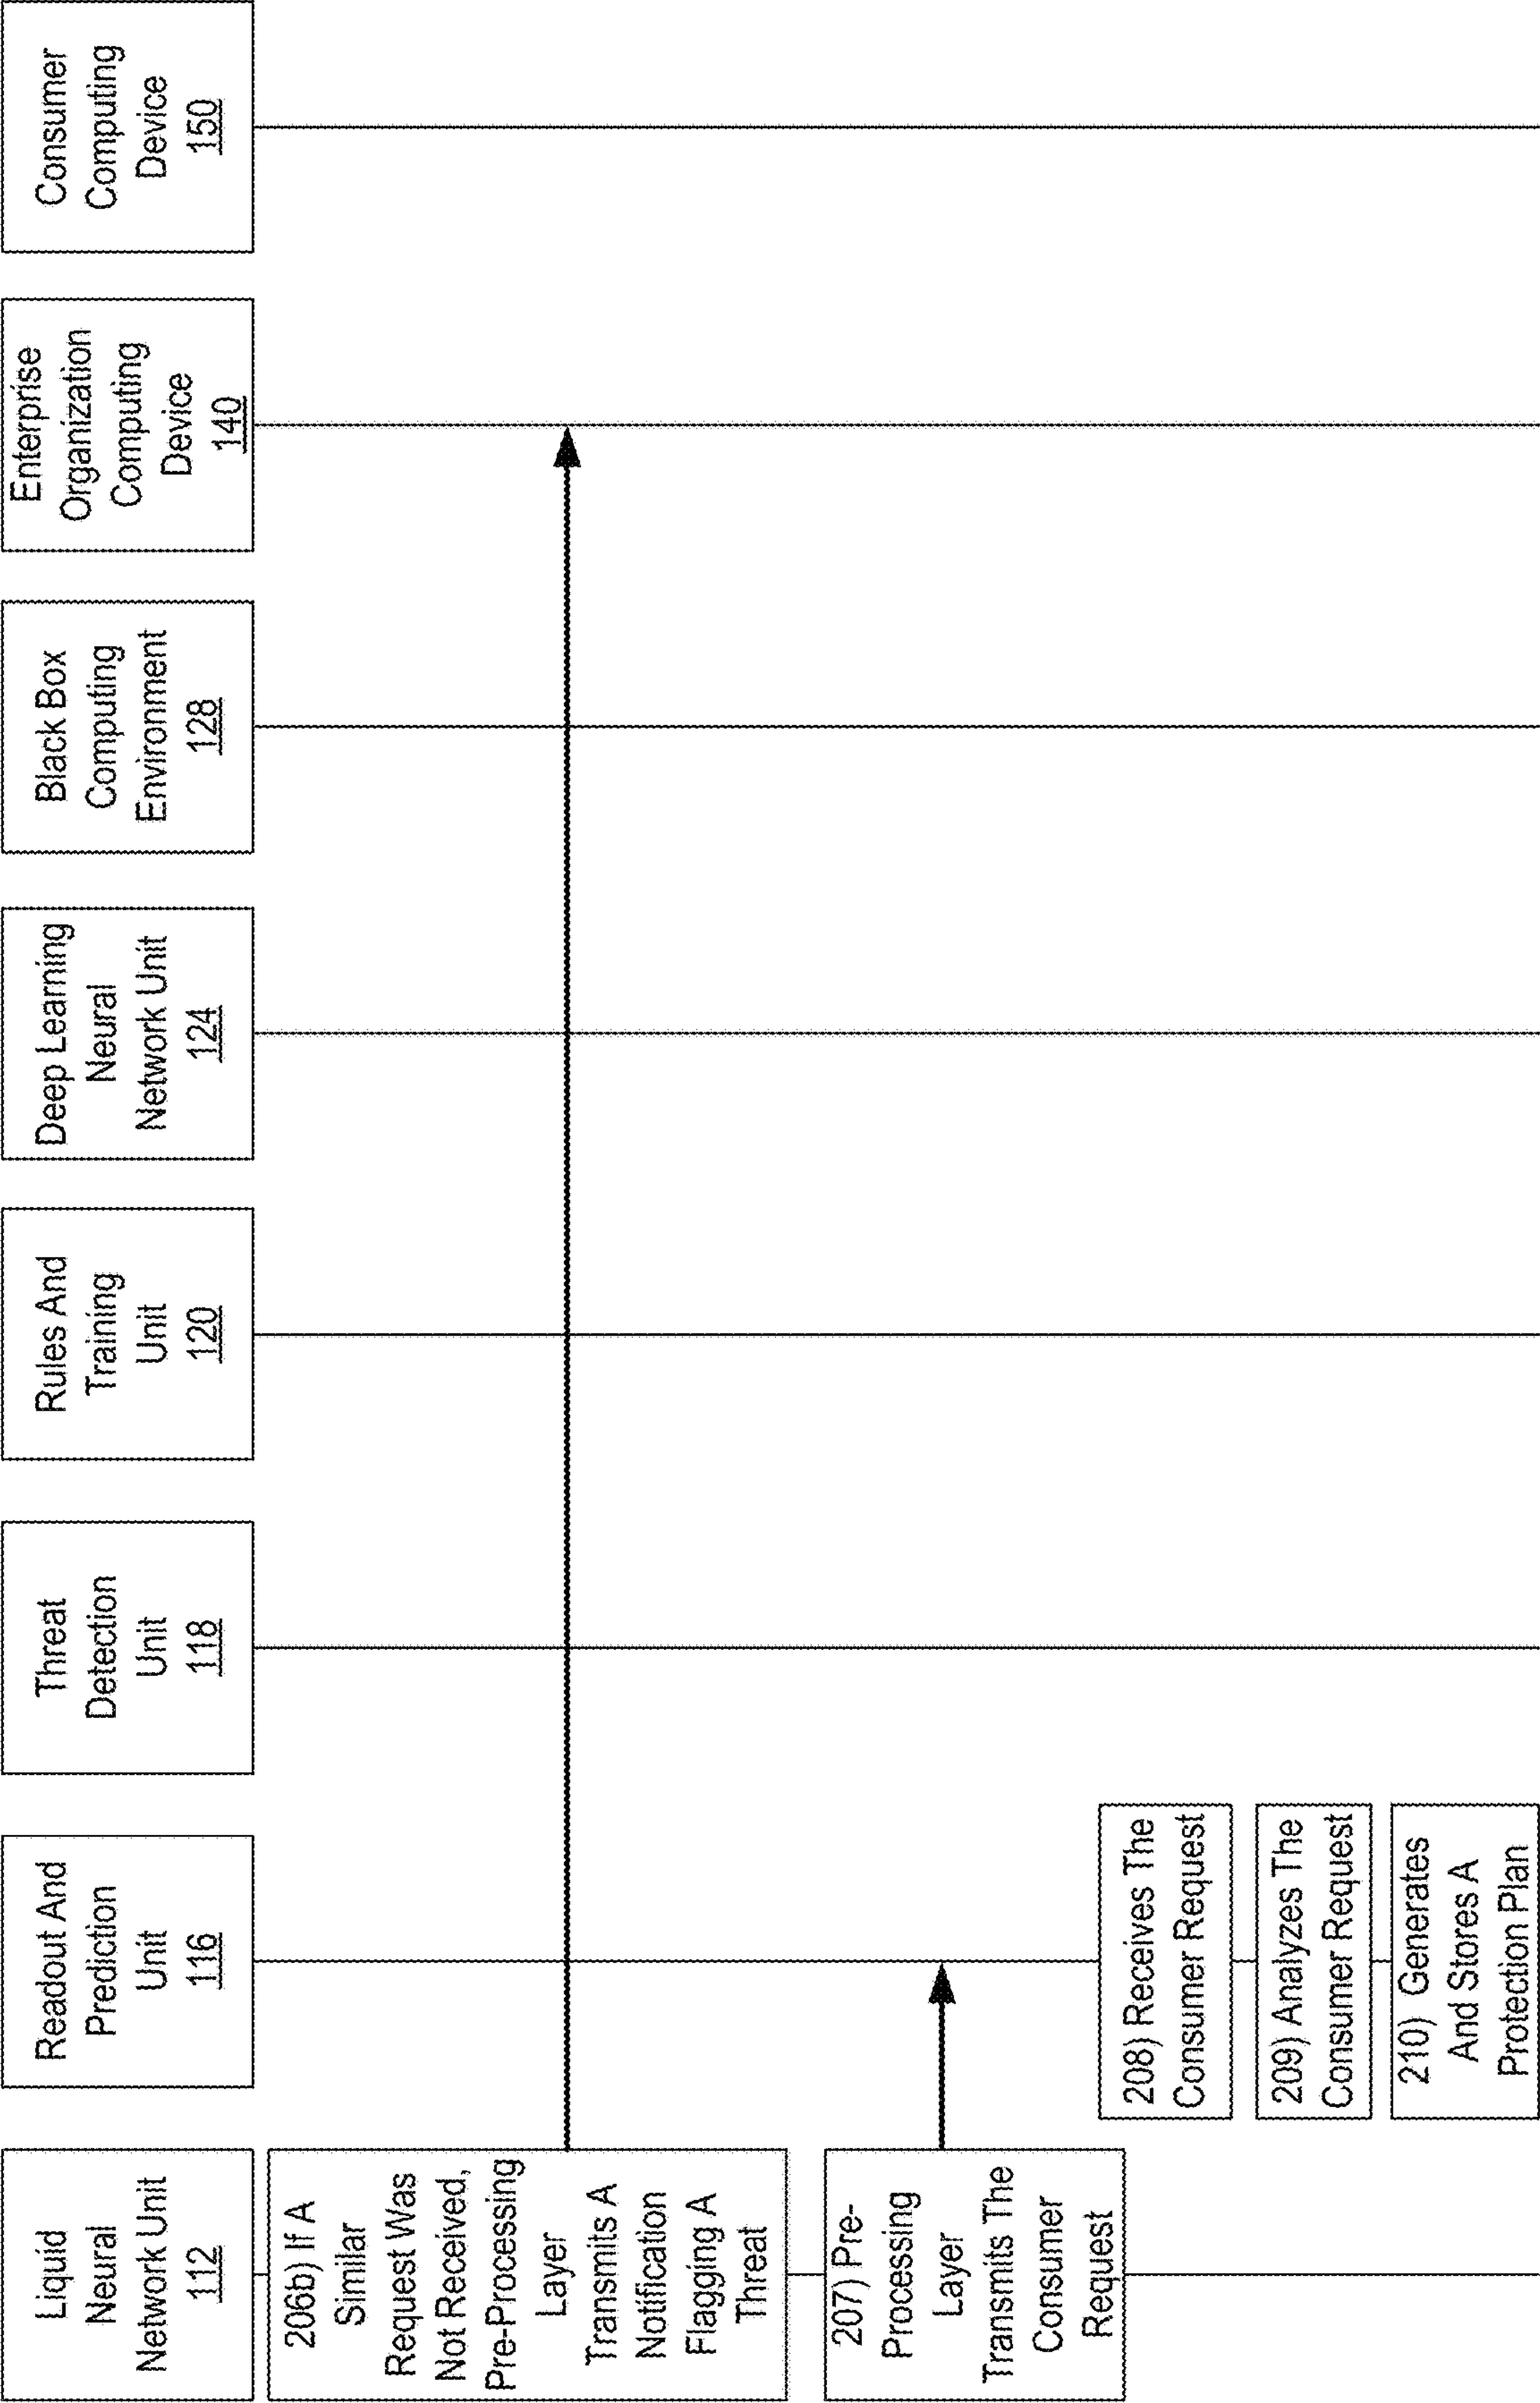 Liquid
Neural
Network Unit
112
Readout And
Prediction
Unit
116
Threat
Detection
Unit
118
Rules And
Training
Unit
120
Deep Learning
Neural
Network Unit
124
Black Box
Computing
Environment
128
Enterprise
Organization
Computing
Device
140
Consumer
Computing
Device
150
206b) If A
Similar
Request Was
Not Received,
Pre-Processing
Layer
Transmits A
Notification
Flagging A
Threat
207) Pre-
Processing
Layer
Transmits The
Consumer
Request
208) Receives The
Consumer Request
209) Analyzes The
Consumer Request
210) Generates
And Stores A
Protection Plan